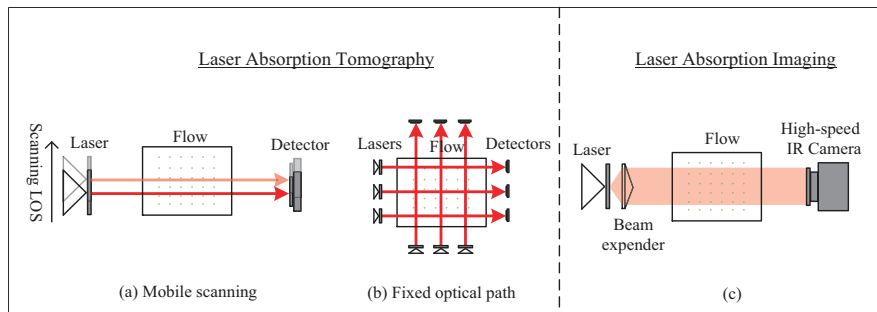 Laser Absorption Tomography
Laser Absorption Imaging
Scanning LOS
Laser
Flow
Detector
(a) Mobile scanning
Lasers
Flow
Detectors
(b) Fixed optical path
Laser
Beam
expender
Flow
High-speed
IR Camera
(c)